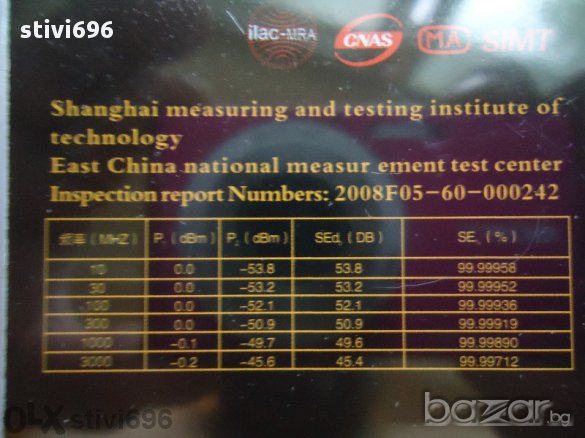 stivi696
ilac-MRA CNAS MA SIMT
Shanghai measuring and testing institute of
technology
East China national measur ement test center
Inspection report Numbers: 2008F05-60-000242
频率 (MHZ) P (dBm) P (dBm) SEd (DB) SE (%)
10 0.0 -53.8 53.8 99.99958
30 0.0 -53.2 53.2 99.99952
100 0.0 -52.1 52.1 99.99936
300 0.0 -50.9 50.9 99.99919
1000 -0.1 -49.7 49.6 99.99890
3000 -0.2 -45.6 45.4 99.99712
OLX stivi696
bazar.bg